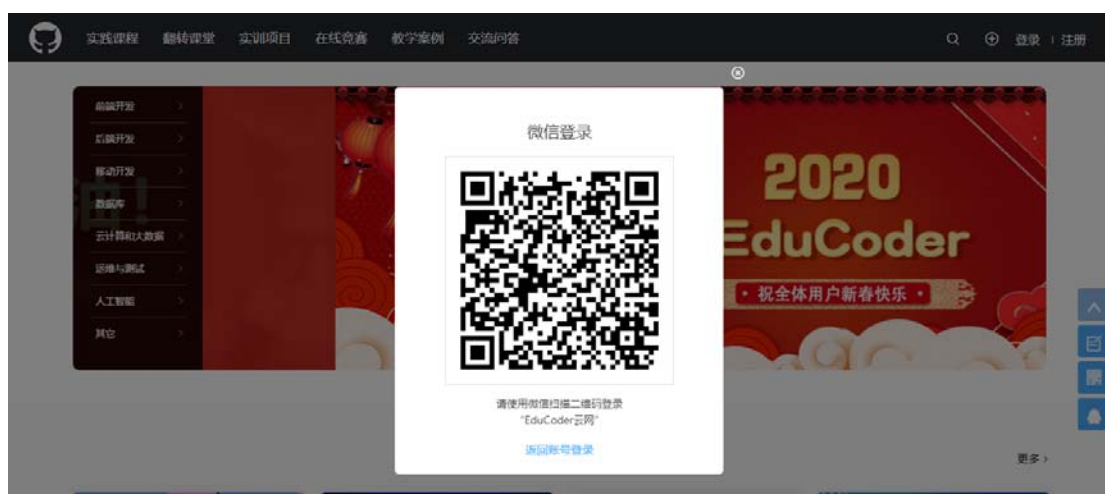 实践课程 翻转课堂 实训项目 在线竞赛 教学案例 交流问答 登录 | 注册
前端开发
后端开发
移动开发
数据库
云计算和大数据
运维与测试
人工智能
其它
油！
微信登录
请使用微信扫描二维码登录
“EduCoder云网”
返回账号登录
2020
EduCoder
• 祝全体用户新春快乐 •
更多 >